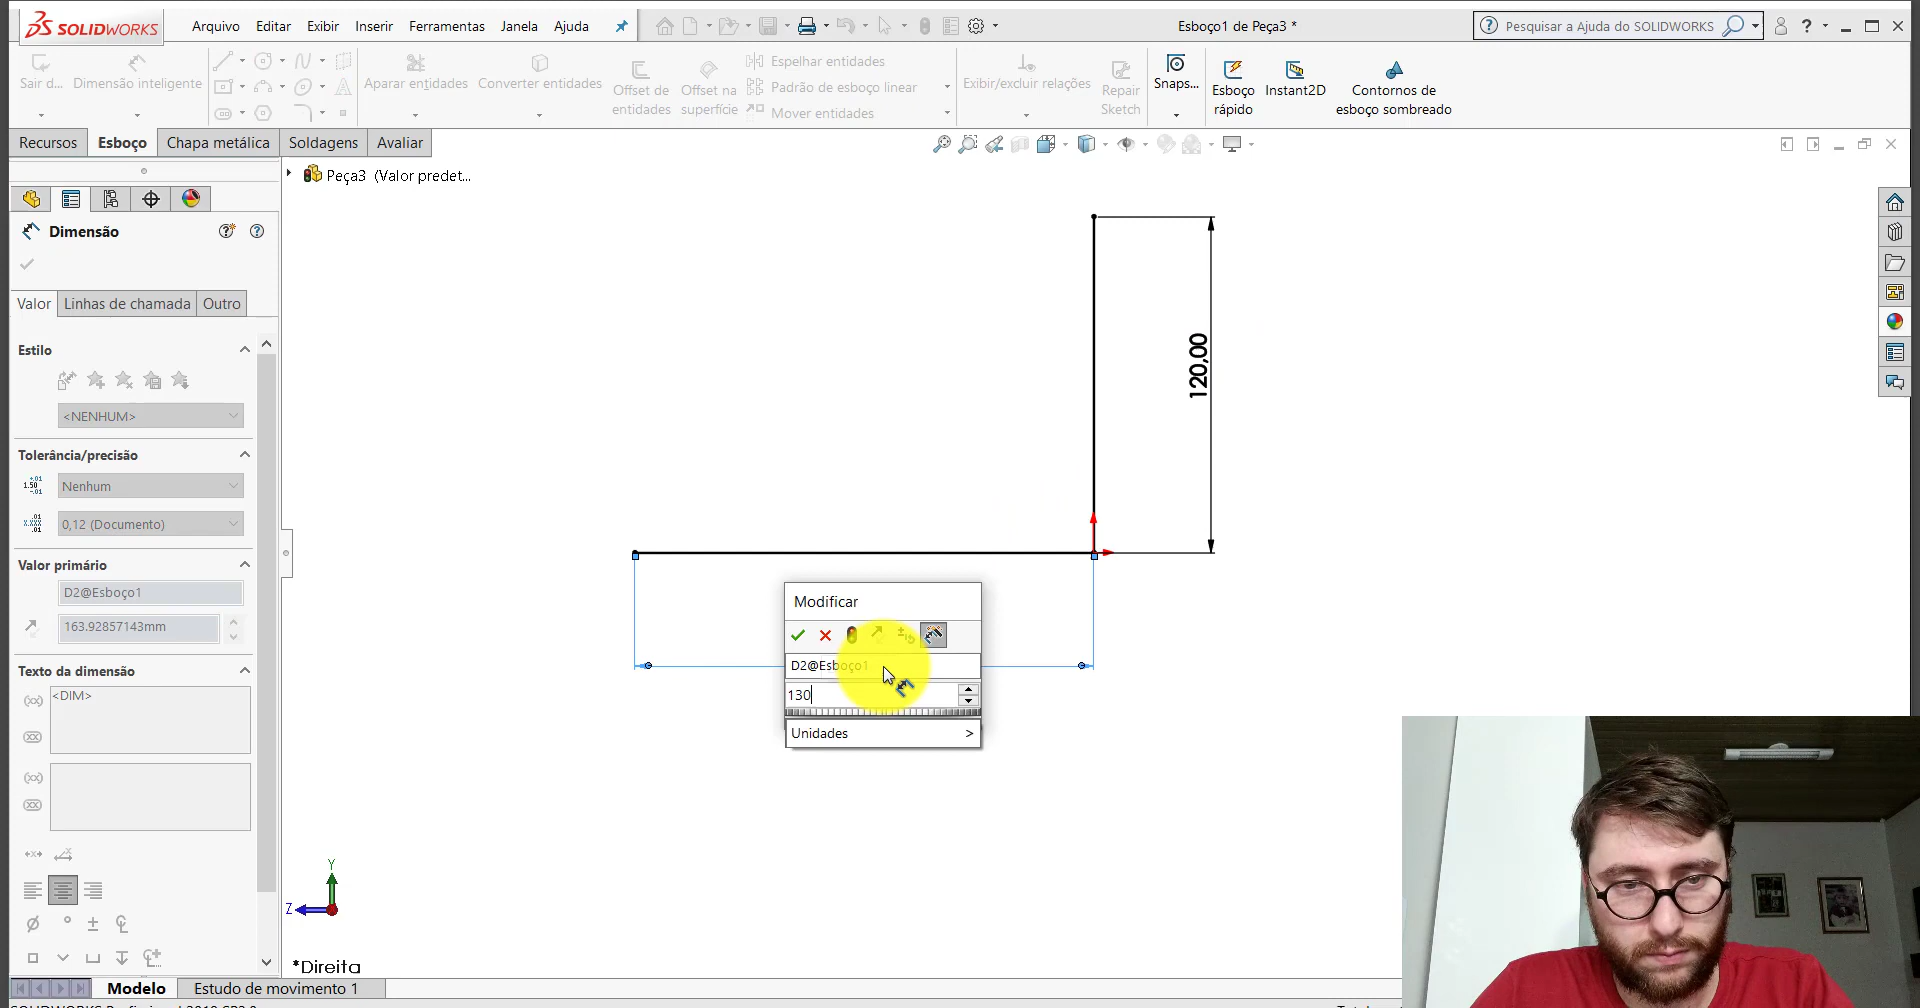 SOLIDWORKS
Arquivo Editar Exibir Inserir Ferramentas Janela Ajuda
Esboço1 de Peça3 *
Pesquisar a Ajuda do SOLIDWORKS
Sair d...
Dimensão inteligente
Aparar entidades
Converter entidades
Offset de
entidades
Offset na
superfície
Espelhar entidades
Padrão de esboço linear
Mover entidades
Exibir/excluir relações
Repair
Sketch
Snaps...
Esboço
rápido
Instant2D
Contornos de
esboço sombreado
Recursos Esboço Chapa metálica Soldagens Avaliar
Peça3 (Valor predet...
Dimensão
Valor Linhas de chamada Outro
Estilo
<NENHUM>
Tolerância/precisão
Nenhum
0,12 (Documento)
Valor primário
D2@Esboço1
163.92857143mm
Texto da dimensão
<DIM>
120,00
Modificar
D2@Esboço1
130
Unidades >
Y
Z
*Direita
Modelo Estudo de movimento 1